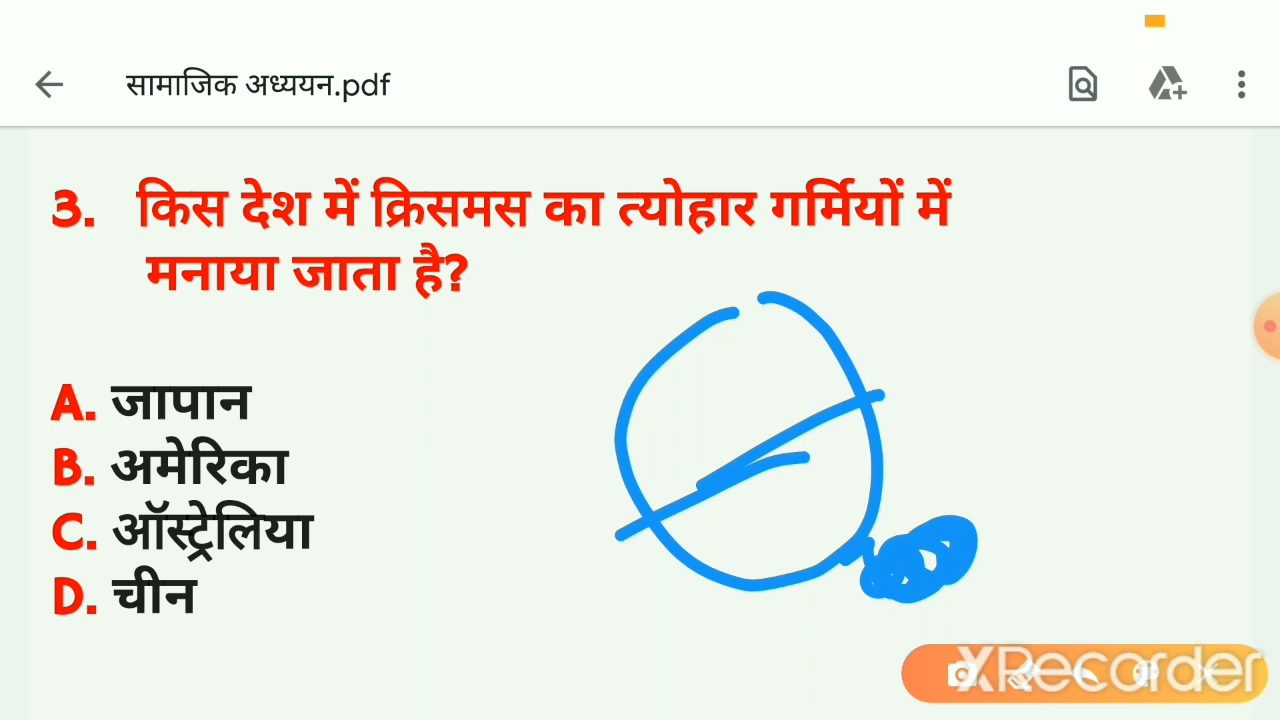 सामाजिक अध्ययन.pdf
3. किस देश में क्रिसमस का त्योहार गर्मियों में
मनाया जाता है?
A. जापान
B. अमेरिका
C. ऑस्ट्रेलिया
D. चीन
XRecorder